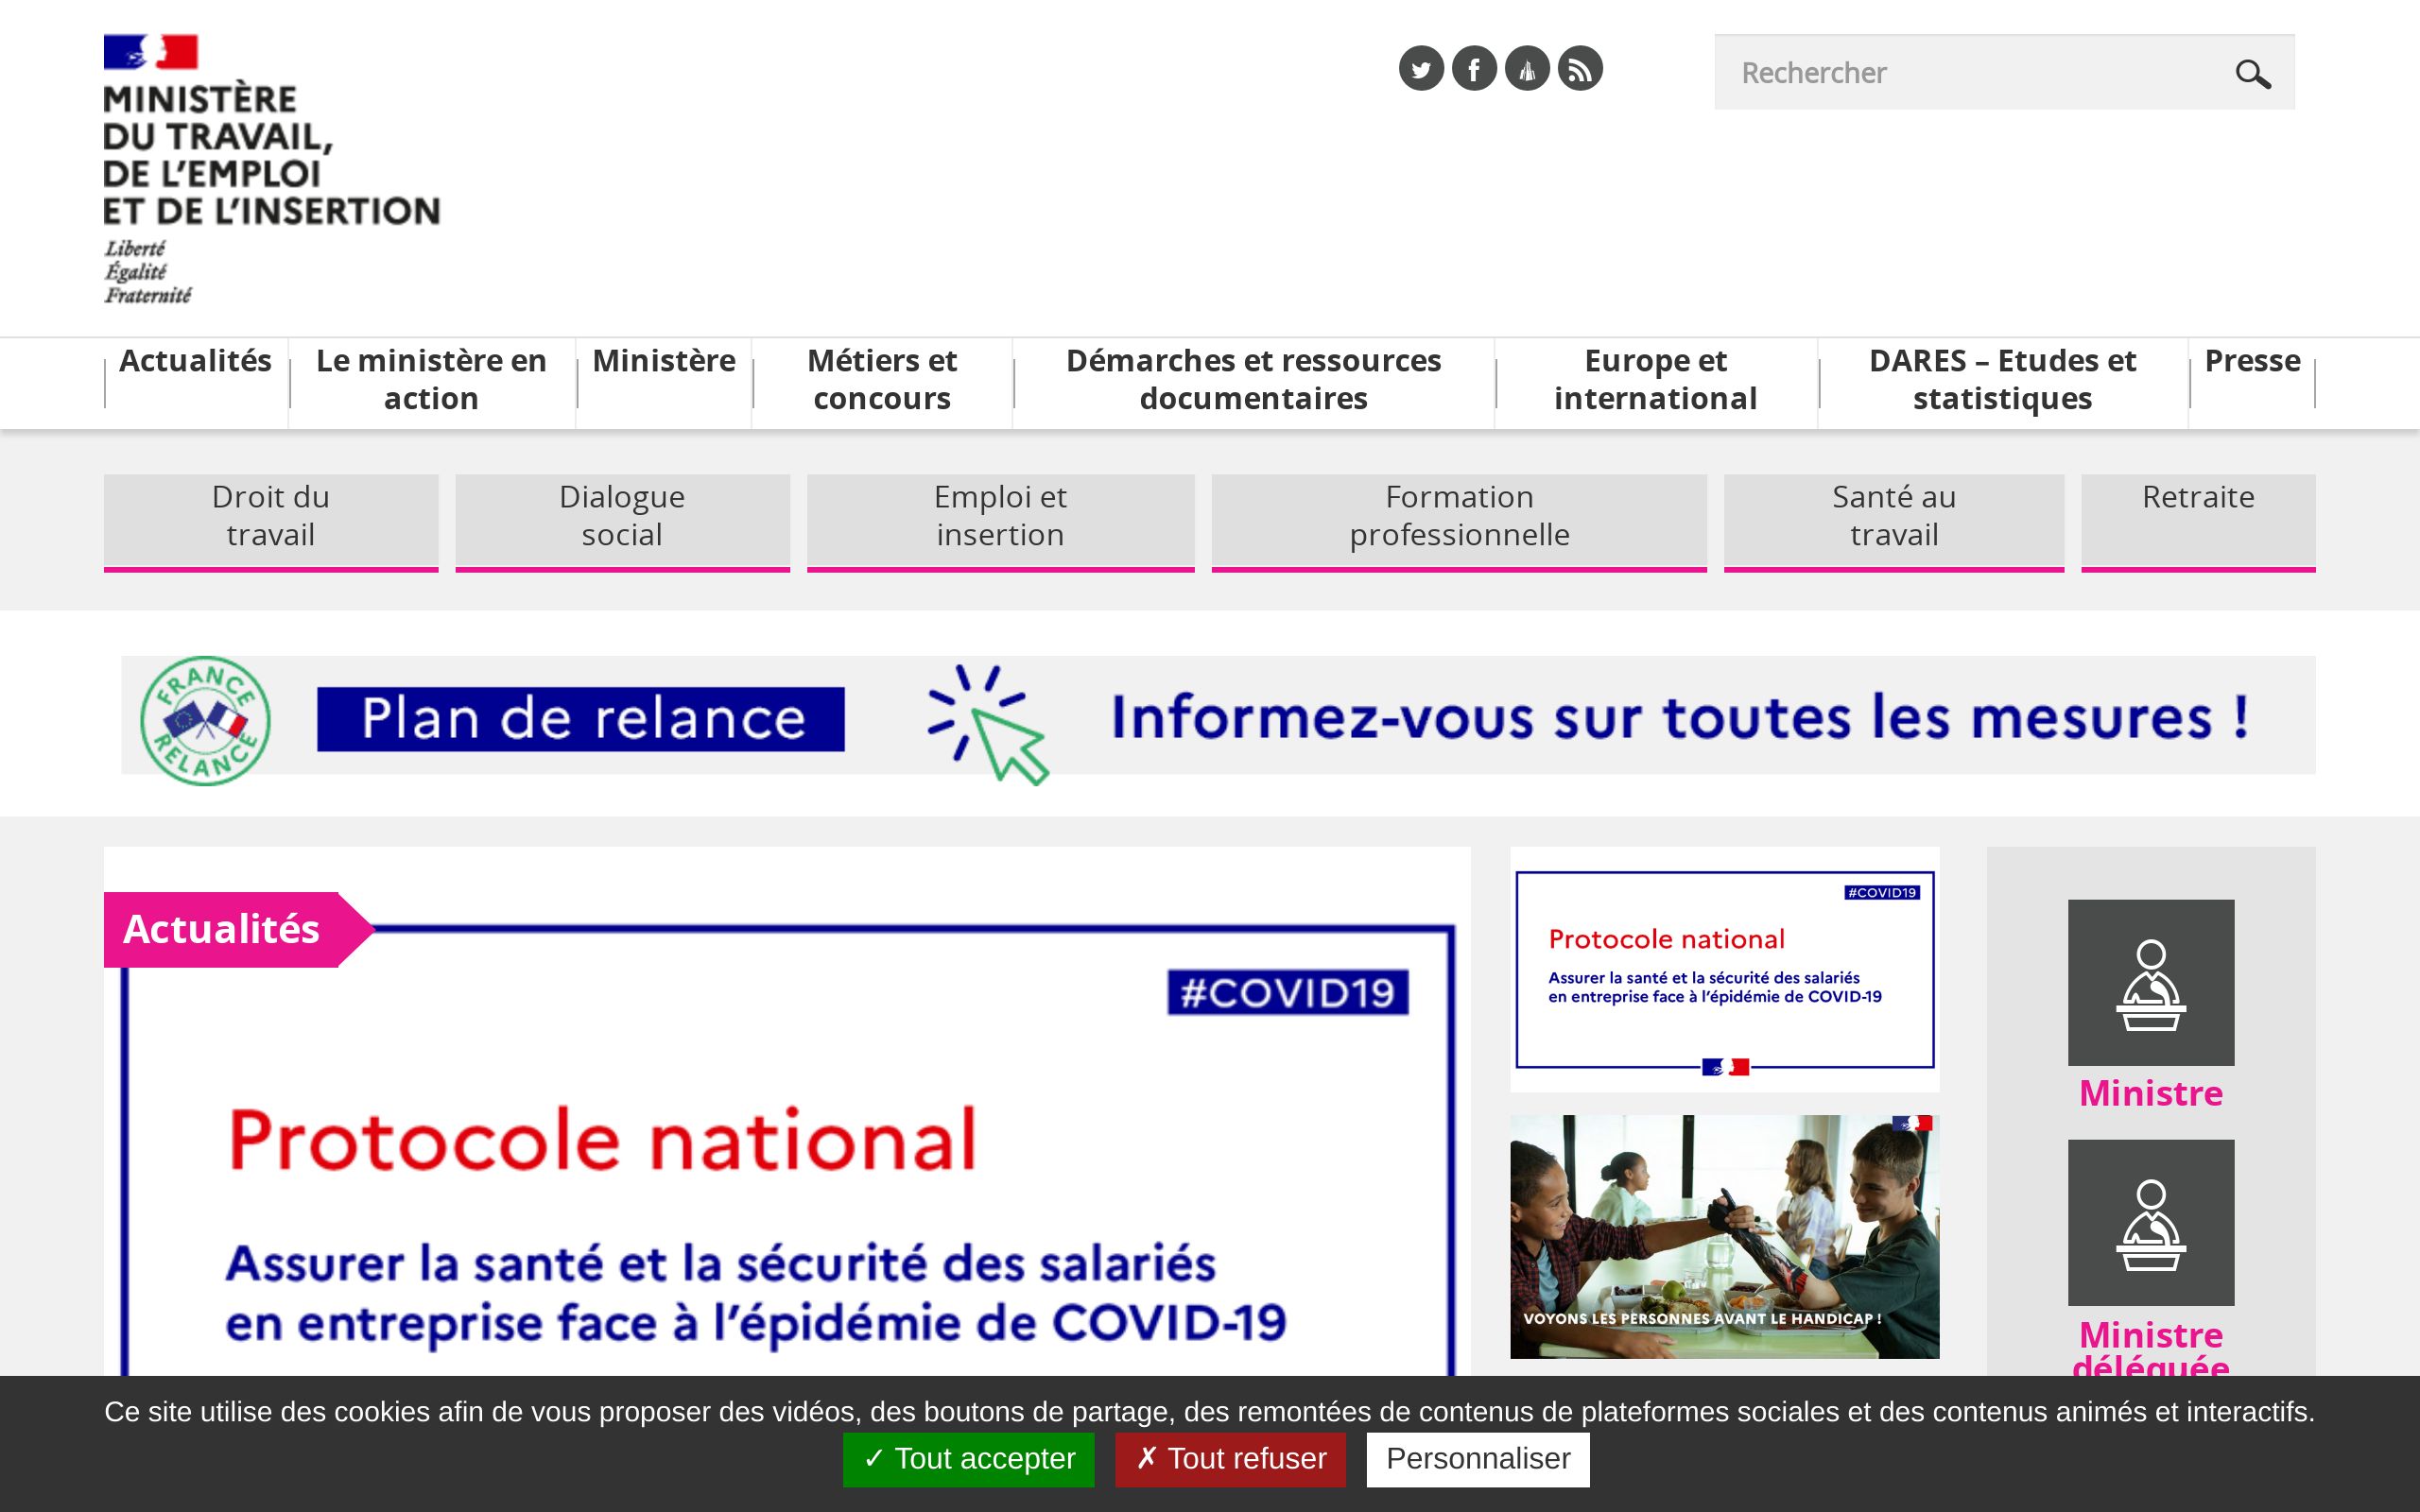 MINISTÈRE
DU TRAVAIL,
DE L'EMPLOI
ET DE L'INSERTION
Liberté
Égalité
Fraternité
Rechercher
Actualités
Le ministère en
action
Ministère
Métiers et
concours
Démarches et ressources
documentaires
Europe et
international
DARES – Etudes et
statistiques
Presse
Droit du
travail
Dialogue
social
Emploi et
insertion
Formation
professionnelle
Santé au
travail
Retraite
FRANCE
RELANCE
Plan de relance
Informez-vous sur toutes les mesures !
Actualités
#COVID19
Protocole national
Assurer la santé et la sécurité des salariés
en entreprise face à l'épidémie de COVID-19
#COVID19
Protocole national
Assurer la santé et la sécurité des salariés
en entreprise face à l'épidémie de COVID-19
VOYONS LES PERSONNES AVANT LE HANDICAP !
Ministre
Ministre
déléguée
Ce site utilise des cookies afin de vous proposer des vidéos, des boutons de partage, des remontées de contenus de plateformes sociales et des contenus animés et interactifs.
✓ Tout accepter
✗ Tout refuser
Personnaliser